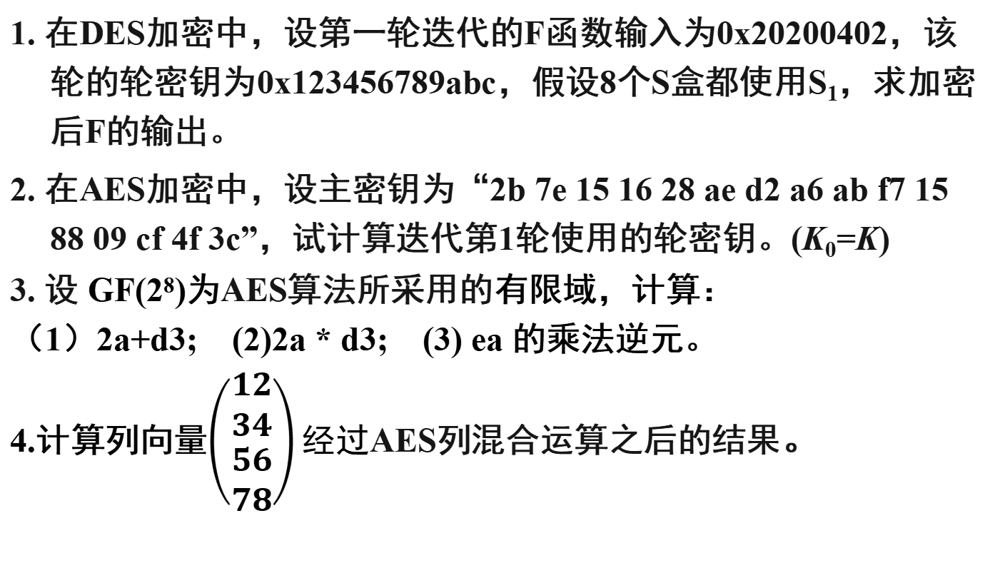 1. 在DES加密中，设第一轮迭代的F函数输入为0x20200402，该
轮的轮密钥为0x123456789abc，假设8个S盒都使用S₁，求加密
后F的输出。
2. 在AES加密中，设主密钥为“2b 7e 15 16 28 ae d2 a6 ab f7 15
88 09 cf 4f 3c”，试计算迭代第1轮使用的轮密钥。(K₀=K)
3. 设 GF(2⁸)为AES算法所采用的有限域，计算：
（1）2a+d3; (2)2a * d3; (3) ea 的乘法逆元。
12
34
4.计算列向量 经过AES列混合运算之后的结果。
56
78